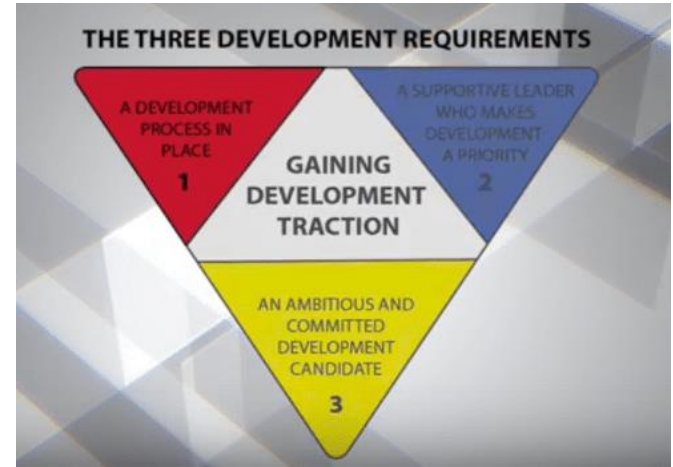 THE THREE DEVELOPMENT REQUIREMENTS
A DEVELOPMENT
PROCESS IN
PLACE
1
A SUPPORTIVE LEADER
WHO MAKES
DEVELOPMENT
A PRIORITY
2
GAINING
DEVELOPMENT
TRACTION
AN AMBITIOUS AND
COMMITTED
DEVELOPMENT
CANDIDATE
3